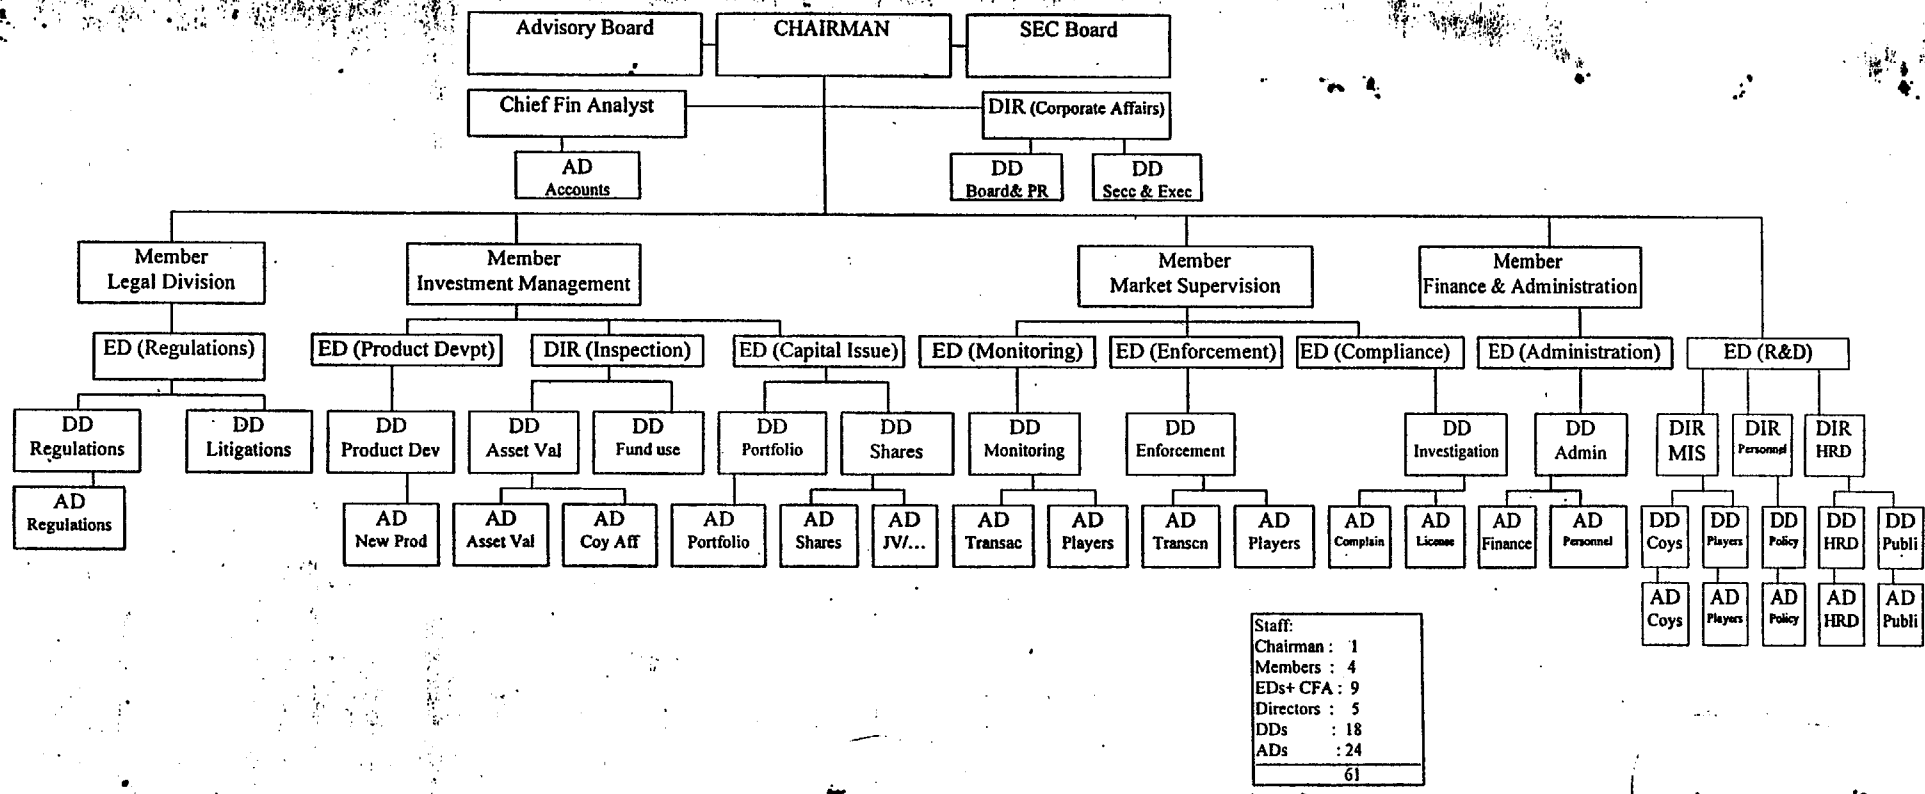 Advisory Board
CHAIRMAN
SEC Board
Chief Fin Analyst
DIR (Corporate Affairs)
AD
Accounts
DD
Board& PR
DD
Secc & Exec
Member
Legal Division
Member
Investment Management
Member
Market Supervision
Member
Finance & Administration
ED (Regulations)
ED (Product Devpt)
DIR (Inspection)
ED (Capital Issue)
ED (Monitoring)
ED (Enforcement)
ED (Compliance)
ED (Administration)
ED (R&D)
DD
Regulations
DD
Litigations
DD
Product Dev
DD
Asset Val
DD
Fund use
DD
Portfolio
DD
Shares
DD
Monitoring
DD
Enforcement
DD
Investigation
DD
Admin
DIR
MIS
DIR
Personnel
DIR
HRD
AD
Regulations
AD
New Prod
AD
Asset Val
AD
Coy Aff
AD
Portfolio
AD
Shares
AD
JV/...
AD
Transac
AD
Players
AD
Transcn
AD
Players
AD
Complain
AD
License
AD
Finance
AD
Personnel
DD
Coys
DD
Players
DD
Policy
DD
HRD
DD
Publi
AD
Coys
AD
Players
AD
Policy
AD
HRD
AD
Publi
Staff:
Chairman : 1
Members : 4
EDs+ CFA : 9
Directors : 5
DDs : 18
ADs : 24
61